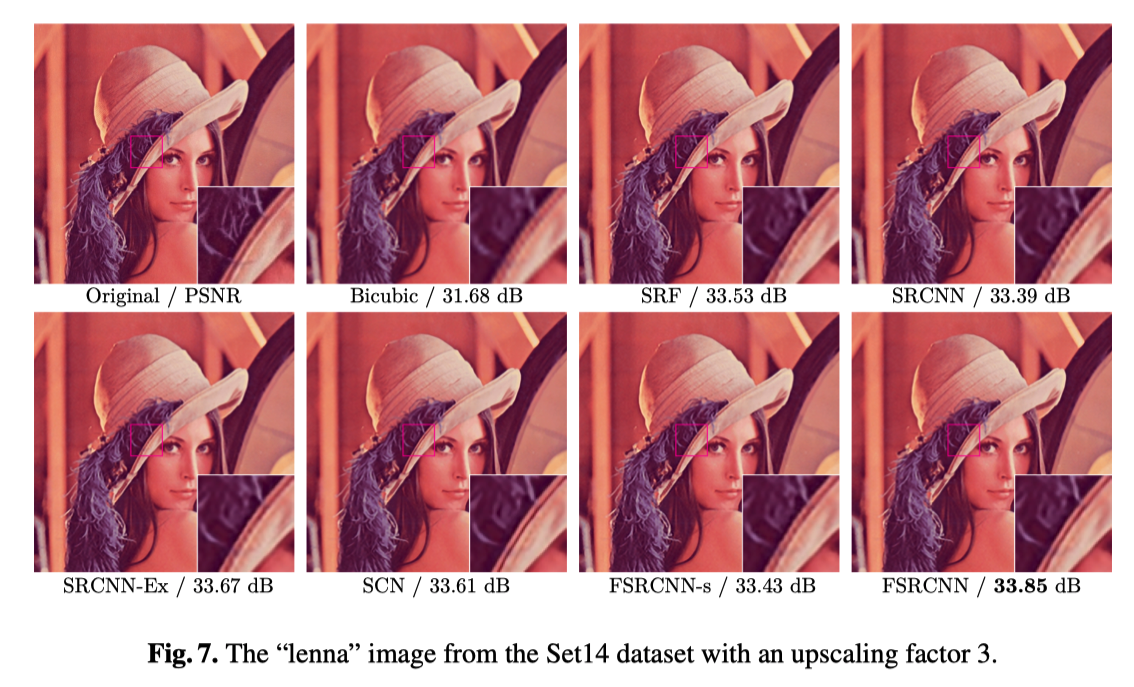 Original / PSNR
Bicubic / 31.68 dB
SRF / 33.53 dB
SRCNN / 33.39 dB
SRCNN-Ex / 33.67 dB
SCN / 33.61 dB
FSRCNN-s / 33.43 dB
FSRCNN / 33.85 dB
Fig. 7. The “lenna” image from the Set14 dataset with an upscaling factor 3.